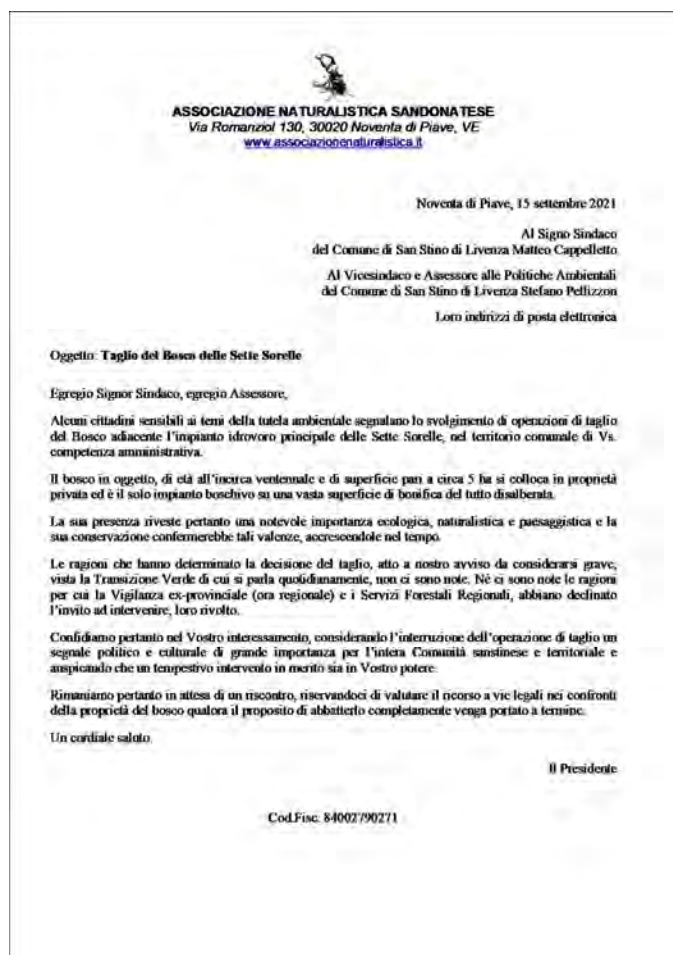 ASSOCIAZIONE NATURALISTICA SANDONATESE
Via Romanziol 130, 30020 Noventa di Piave, VE
www.associazionenaturalistica.it
Noventa di Piave, 15 settembre 2021
Al Signo Sindaco
del Comune di San Stino di Livenza Matteo Cappelletto
Al Vicesindaco e Assessore alle Politiche Ambientali
del Comune di San Stino di Livenza Stefano Pellizzon
Loro indirizzi di posta elettronica
Oggetto: Taglio del Bosco delle Sette Sorelle
Egregio Signor Sindaco, egregio Assessore,
Alcuni cittadini sensibili ai temi della tutela ambientale segnalano lo svolgimento di operazioni di taglio
del Bosco adiacente l'impianto idrovoro principale delle Sette Sorelle, nel territorio comunale di Vs.
competenza amministrativa.
Il bosco in oggetto, di età all'incirca ventennale e di superficie pari a circa 5 ha si colloca in proprietà
privata ed è il solo impianto boschivo su una vasta superficie di bonifica del tutto disalberata.
La sua presenza riveste pertanto una notevole importanza ecologica, naturalistica e paesaggistica e la
sua conservazione confermerebbe tali valenze, accrescendole nel tempo.
Le ragioni che hanno determinato la decisione del taglio, atto a nostro avviso da considerarsi grave,
vista la Transizione Verde di cui si parla quotidianamente, non ci sono note. Né ci sono note le ragioni
per cui la Vigilanza ex-provinciale (ora regionale) e i Servizi Forestali Regionali, abbiano declinato
l'invito ad intervenire, loro rivolto.
Confidiamo pertanto nel Vostro interessamento, considerando l'interruzione dell'operazione di taglio un
segnale politico e culturale di grande importanza per l'intera Comunità sanstinese e territoriale e
auspicando che un tempestivo intervento in merito sia in Vostro potere.
Rimaniamo pertanto in attesa di un riscontro, riservandoci di valutare il ricorso a vie legali nei confronti
della proprietà del bosco qualora il proposito di abbatterlo completamente venga portato a termine.
Un cordiale saluto.
Il Presidente
Cod.Fisc. 84002790271